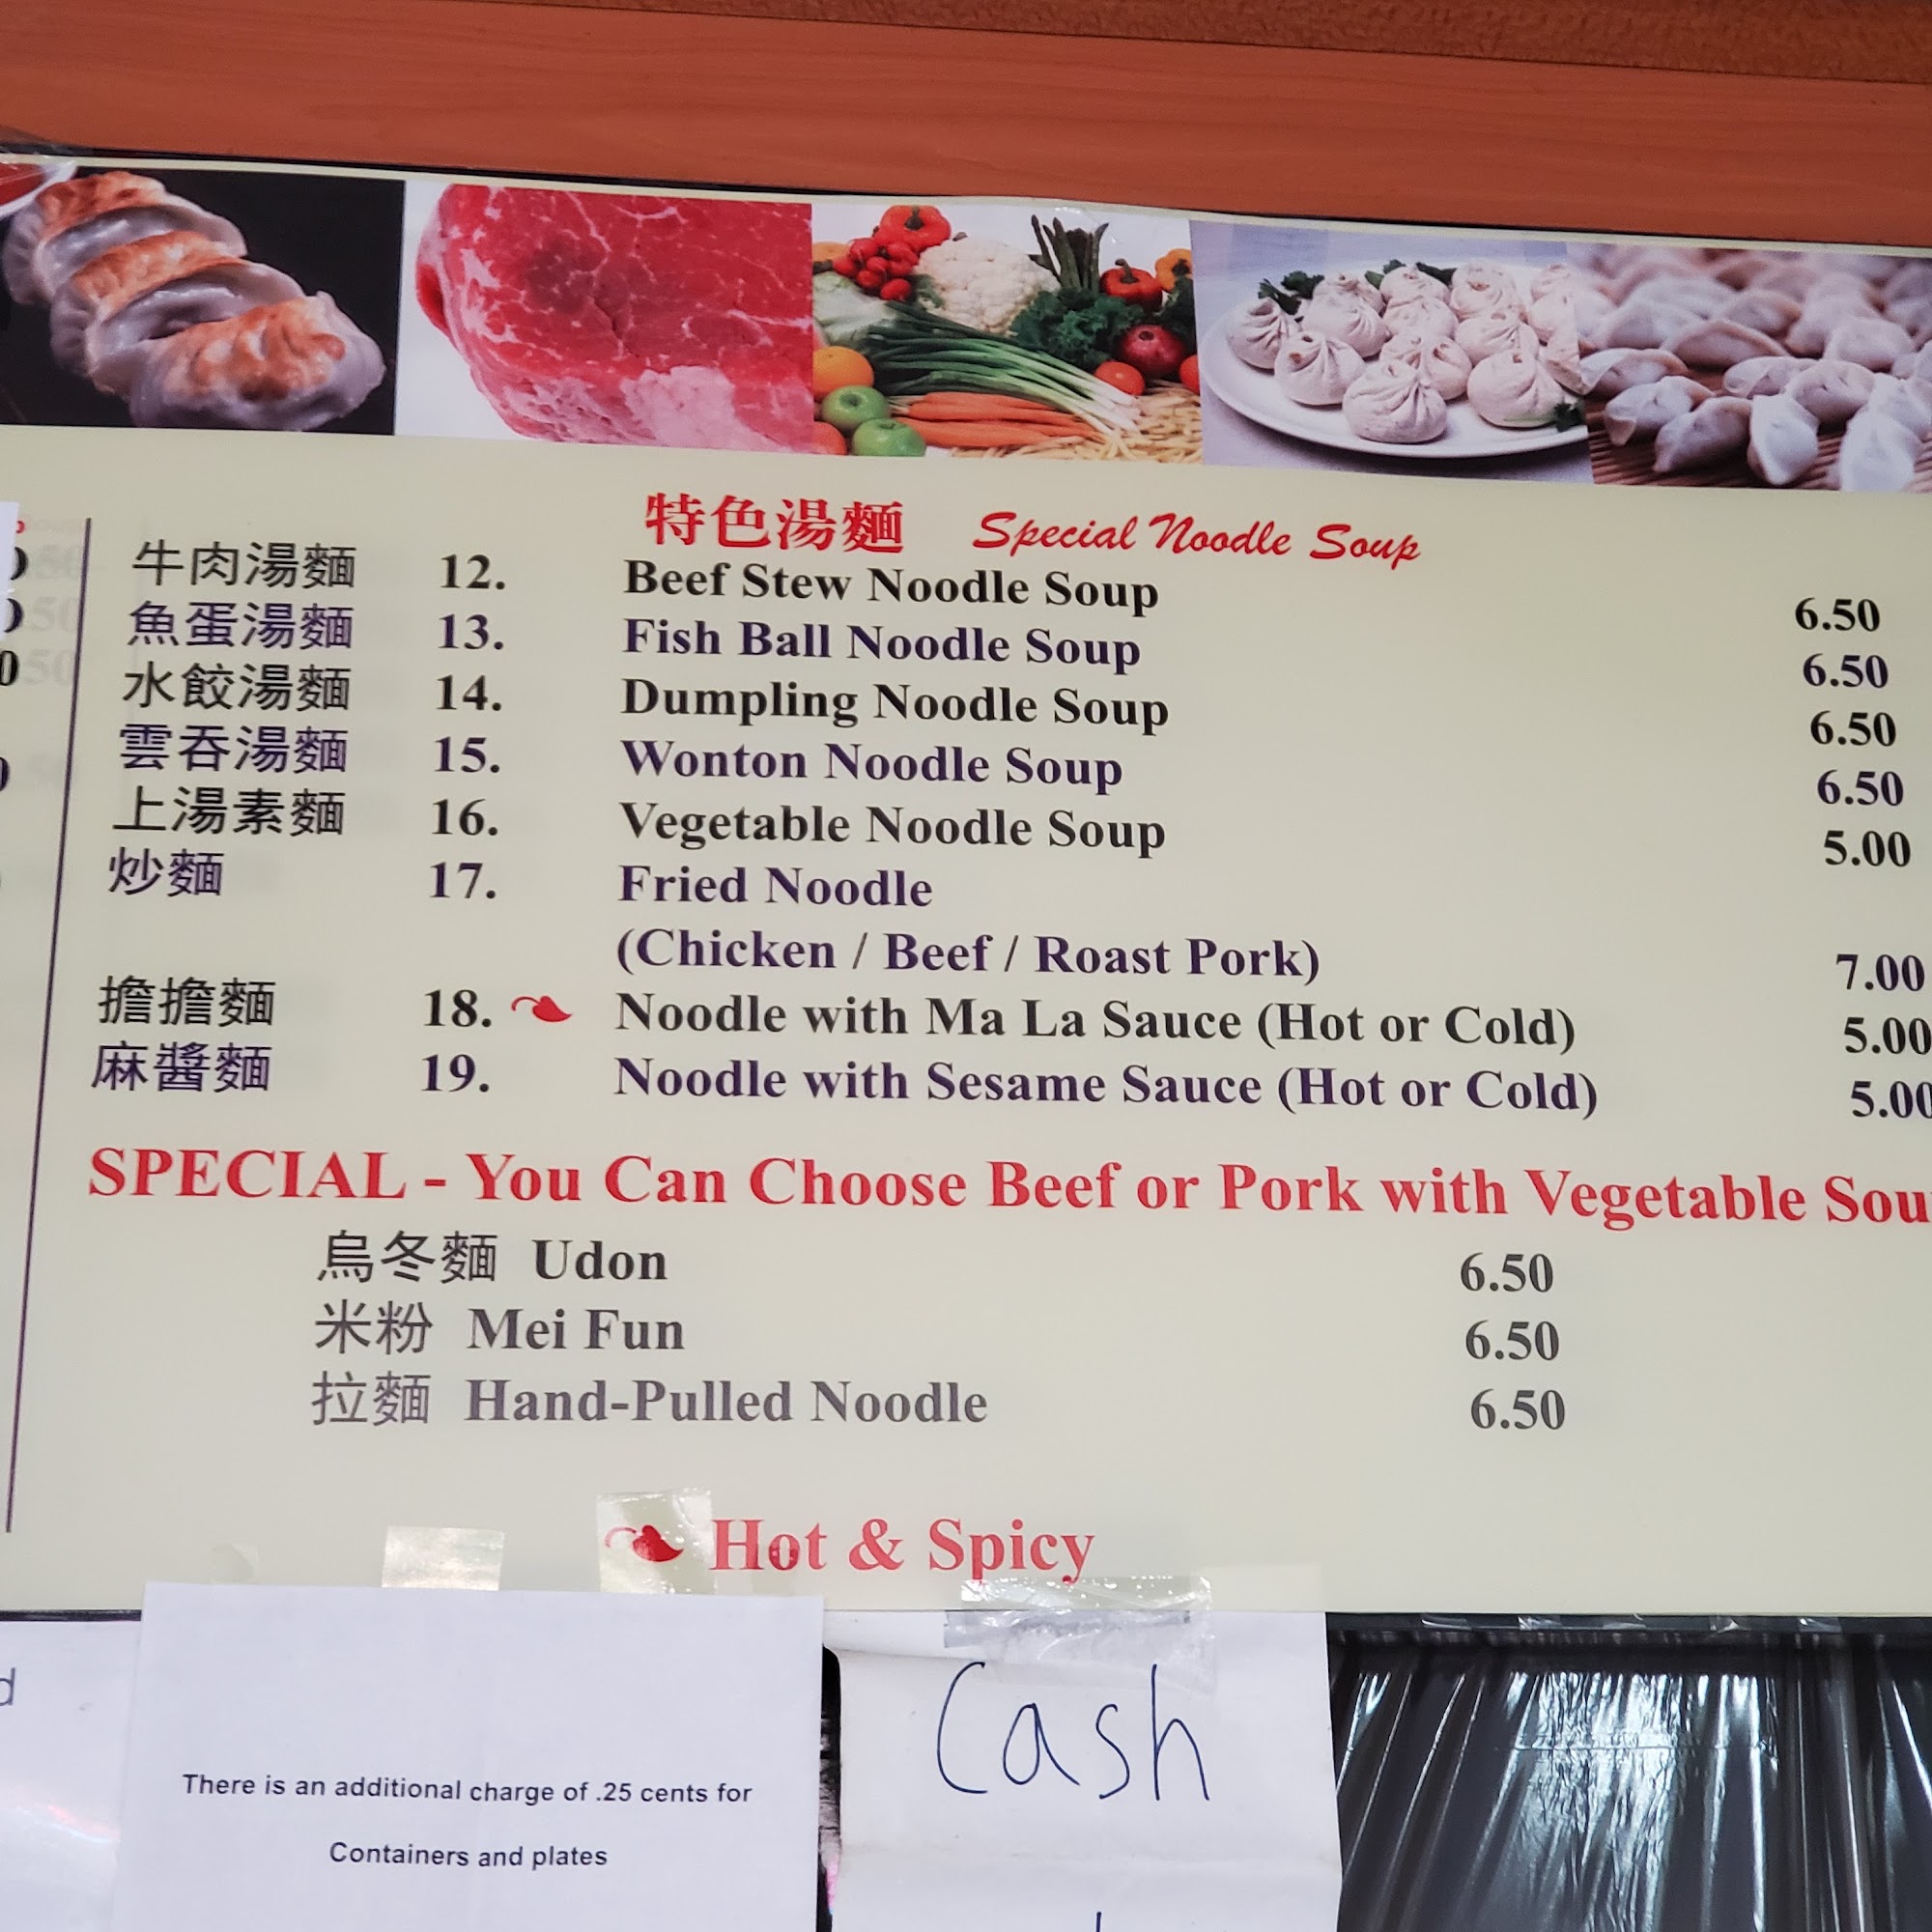 特色湯麵 Special Noodle Soup
牛肉湯麵 12. Beef Stew Noodle Soup 6.50
魚蛋湯麵 13. Fish Ball Noodle Soup 6.50
水餃湯麵 14. Dumpling Noodle Soup 6.50
雲吞湯麵 15. Wonton Noodle Soup 6.50
上湯素麵 16. Vegetable Noodle Soup 5.00
炒麵 17. Fried Noodle
(Chicken / Beef / Roast Pork) 7.00
擔擔麵 18. Noodle with Ma La Sauce (Hot or Cold) 5.00
麻醬麵 19. Noodle with Sesame Sauce (Hot or Cold) 5.00
SPECIAL - You Can Choose Beef or Pork with Vegetable Sou
烏冬麵 Udon 6.50
米粉 Mei Fun 6.50
拉麵 Hand-Pulled Noodle 6.50
Hot & Spicy
There is an additional charge of .25 cents for
Containers and plates
Cash